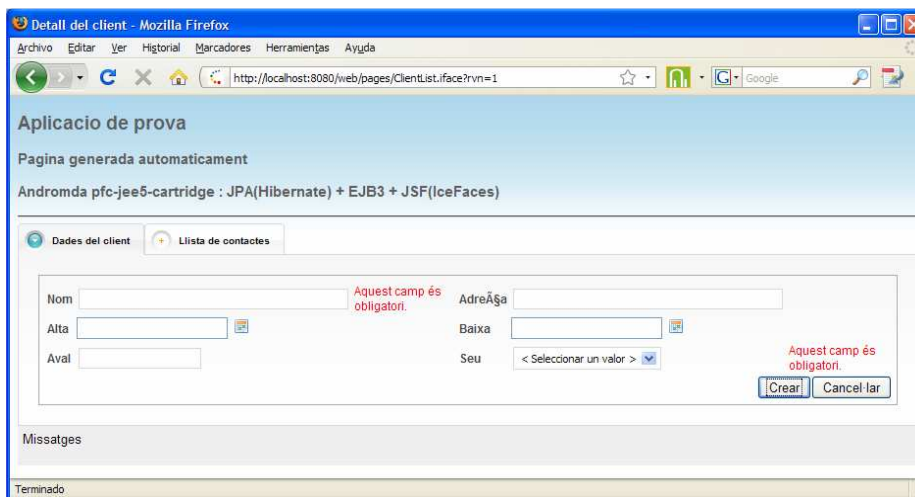 Detall del client - Mozilla Firefox
Archivo Editar Ver Historial Marcadores Herramientas Ayuda
http://localhost:8080/web/pages/ClientList.iface?rvn=1 G Google
Aplicacio de prova
Pagina generada automaticament
Andromda pfc-jee5-cartridge : JPA(Hibernate) + EJB3 + JSF(IceFaces)
Dades del client Llista de contactes
Nom Aquest camp és obligatori. AdreÃ§a
Alta Baixa
Aval Seu < Seleccionar un valor > Aquest camp és obligatori.
Crear Cancel·lar
Missatges
Terminado